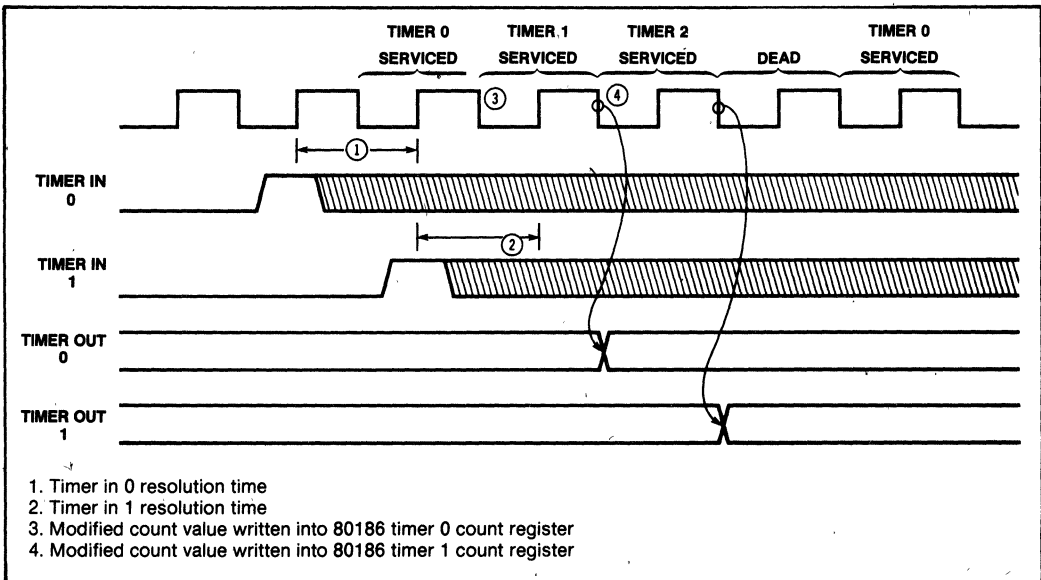 TIMER 0 TIMER 1 TIMER 2 TIMER 0
SERVICED SERVICED SERVICED DEAD SERVICED
3 4
1
TIMER IN
0
2
TIMER IN
1
TIMER OUT
0
TIMER OUT
1
1. Timer in 0 resolution time
2. Timer in 1 resolution time
3. Modified count value written into 80186 timer 0 count register
4. Modified count value written into 80186 timer 1 count register